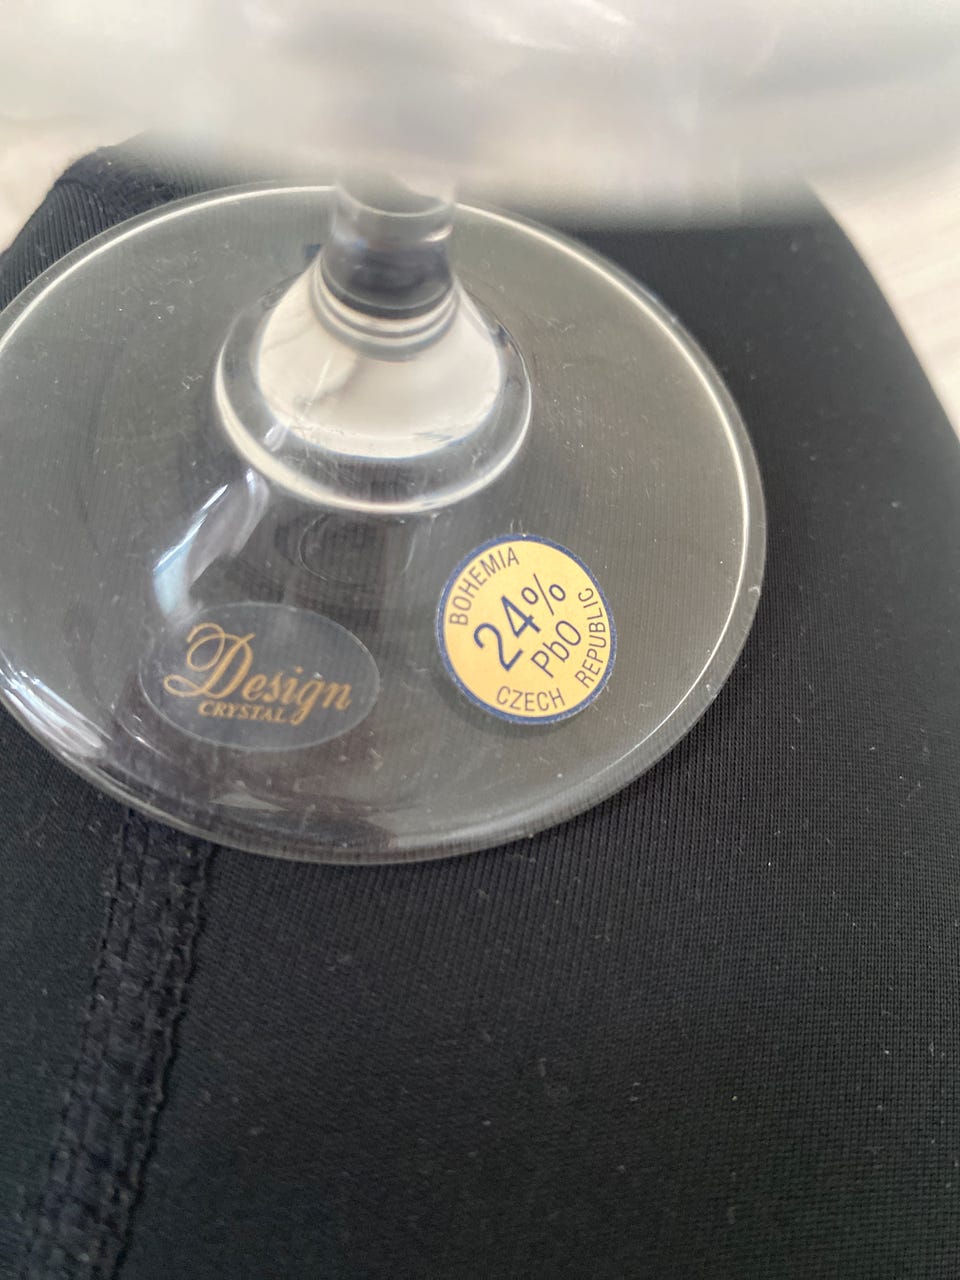 Design
CRYSTAL
BOHEMIA
24%
PbO
CZECH REPUBLIC